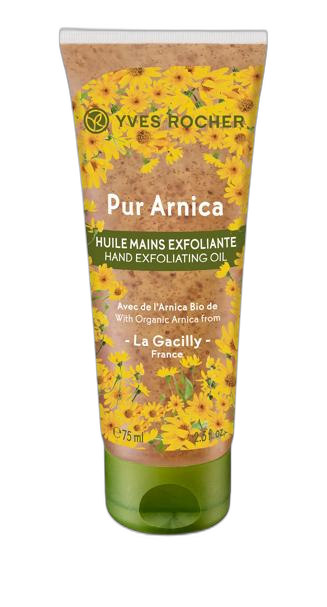 YVES ROCHER
Pur Arnica
HUILE MAINS EXFOLIANTE
HAND EXFOLIATING OIL
Avec de l'Arnica Bio de
With Organic Arnica from
- La Gacilly -
France
℮75 ml 2.5 fl. oz